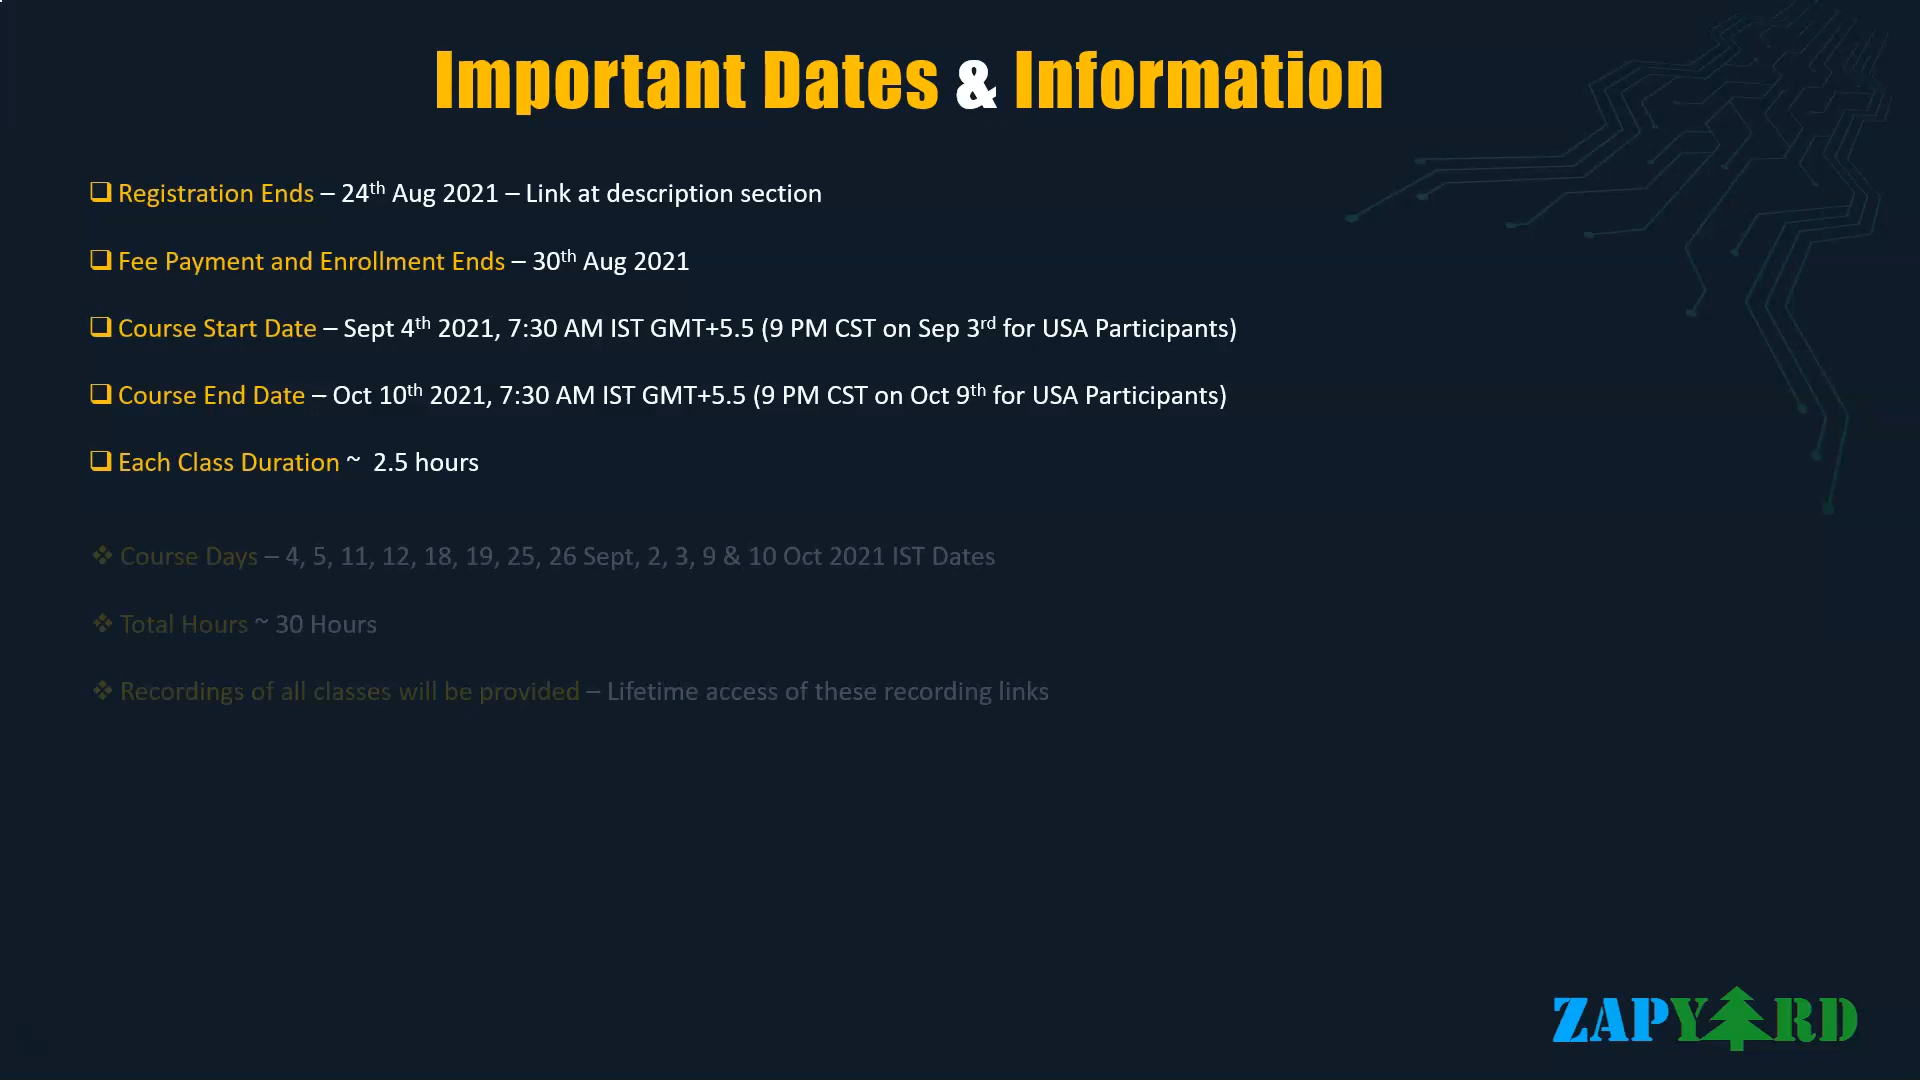 Important Dates & Information
Registration Ends – 24th Aug 2021 – Link at description section
Fee Payment and Enrollment Ends – 30th Aug 2021
Course Start Date – Sept 4th 2021, 7:30 AM IST GMT+5.5 (9 PM CST on Sep 3rd for USA Participants)
Course End Date – Oct 10th 2021, 7:30 AM IST GMT+5.5 (9 PM CST on Oct 9th for USA Participants)
Each Class Duration ~ 2.5 hours
Course Days – 4, 5, 11, 12, 18, 19, 25, 26 Sept, 2, 3, 9 & 10 Oct 2021 IST Dates
Total Hours ~ 30 Hours
Recordings of all classes will be provided – Lifetime access of these recording links
ZAPYARD